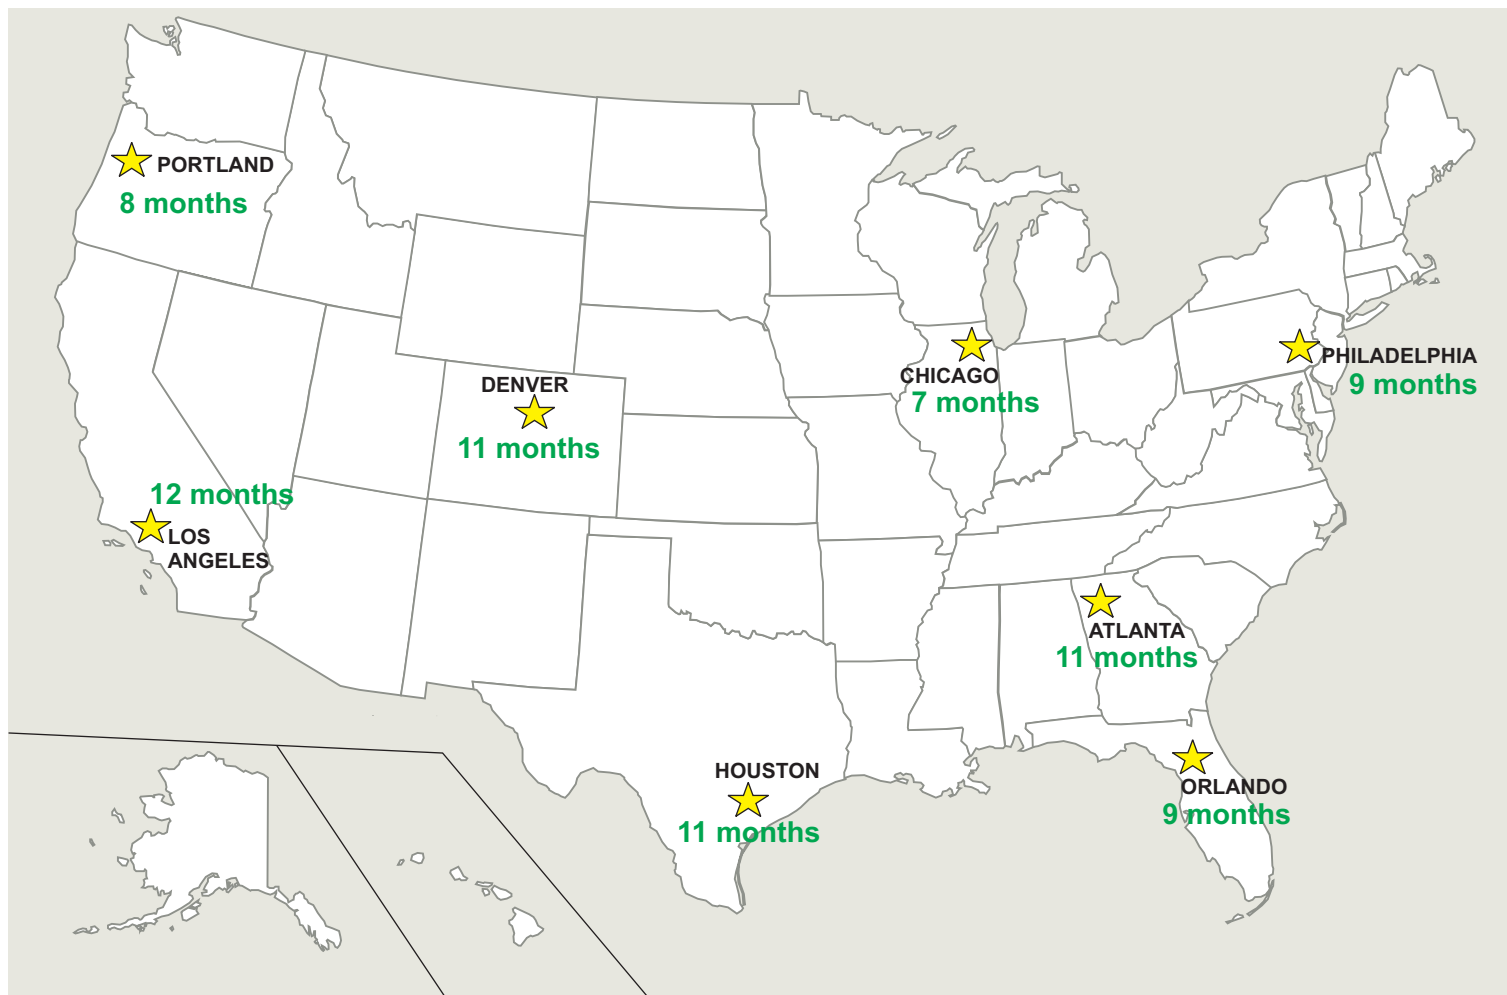 PORTLAND
8 months
DENVER
11 months
CHICAGO
7 months
PHILADELPHIA
9 months
12 months
LOS
ANGELES
ATLANTA
11 months
HOUSTON
11 months
ORLANDO
9 months